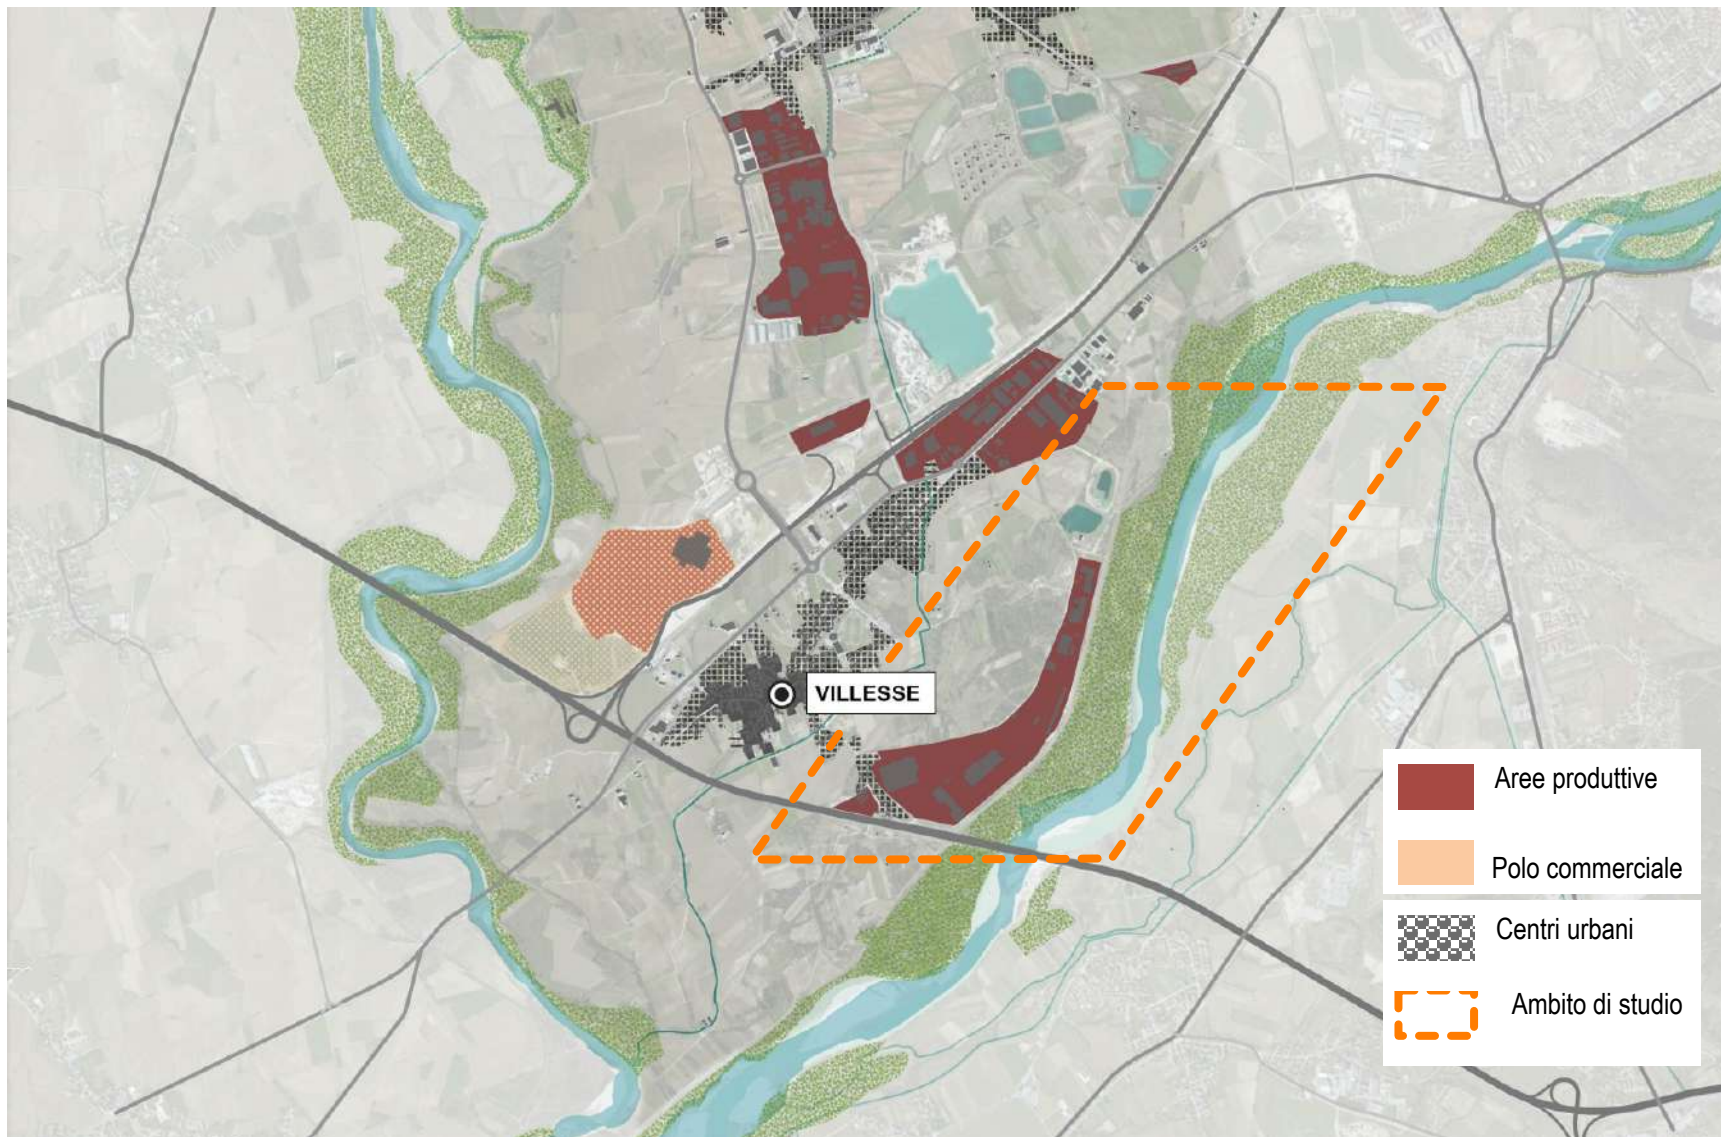 VILLESSE
Aree produttive
Polo commerciale
Centri urbani
Ambito di studio